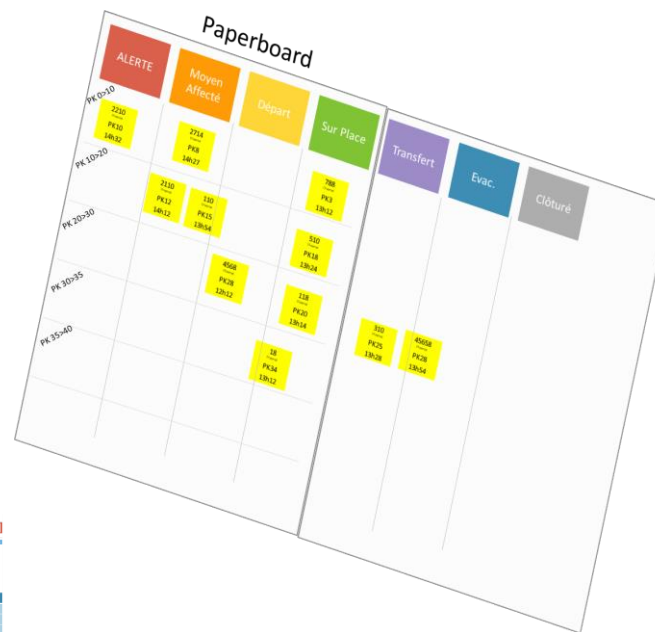 Paperboard
ALERTE
Moyen
Affecté
Départ
Sur Place
Transfert
Evac.
Clôturé
PK 0>10
2210
PK10
14h32
2714
PK8
14h27
788
PK3
13h12
PK 10>20
2110
PK12
14h12
110
PK15
13h54
510
PK18
13h24
PK 20>30
4568
PK28
12h12
118
PK20
13h14
310
PK25
13h28
45658
PK28
13h54
PK 30>35
18
PK34
13h12
PK 35>40